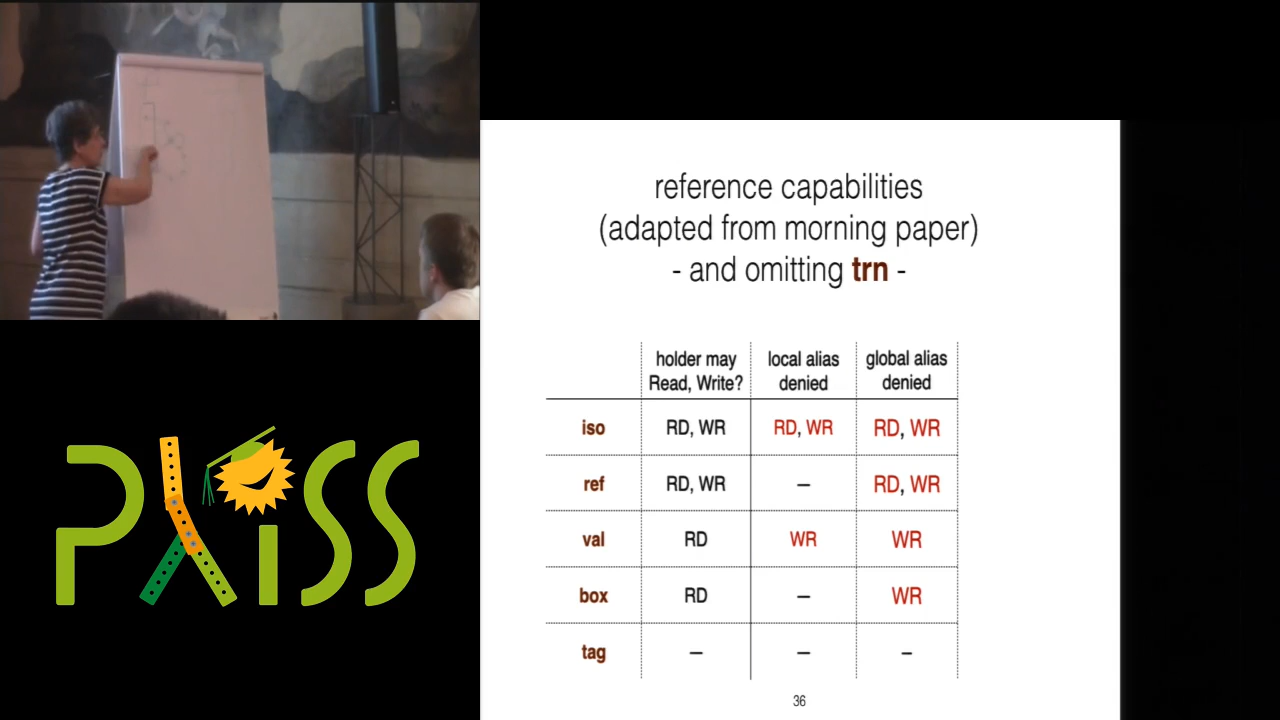 reference capabilities
(adapted from morning paper)
- and omitting trn -
holder may Read, Write? local alias denied global alias denied
iso RD, WR RD, WR RD, WR
ref RD, WR – RD, WR
val RD WR WR
box RD – WR
tag – – –
36
PLISS